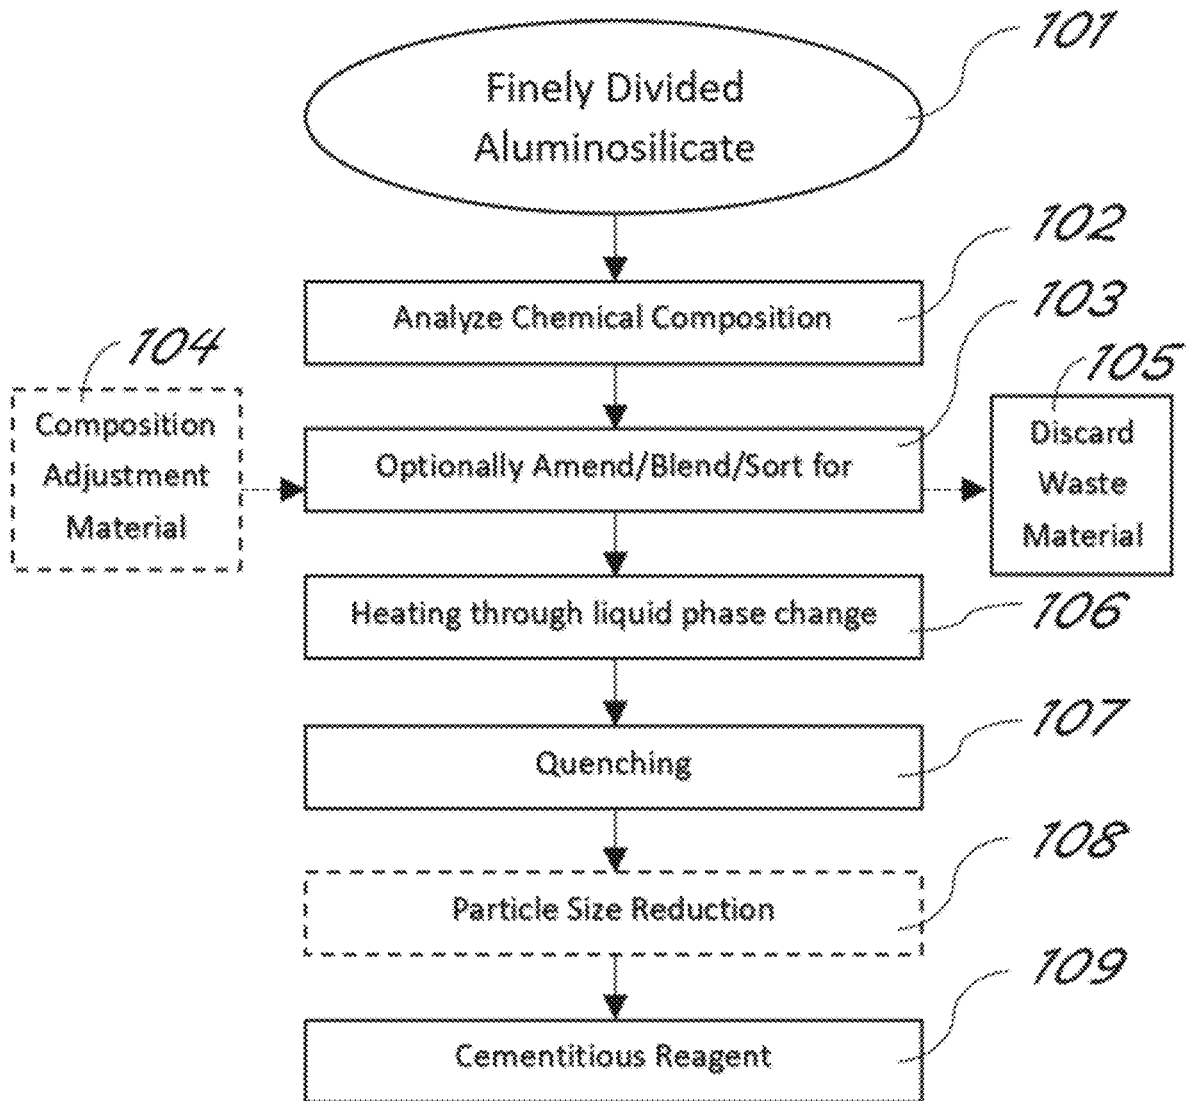 101
Finely Divided
Aluminosilicate
102
Analyze Chemical Composition
103
104
Composition
Adjustment
Material
Optionally Amend/Blend/Sort for
105
Discard
Waste
Material
Heating through liquid phase change
106
107
Quenching
108
Particle Size Reduction
109
Cementitious Reagent